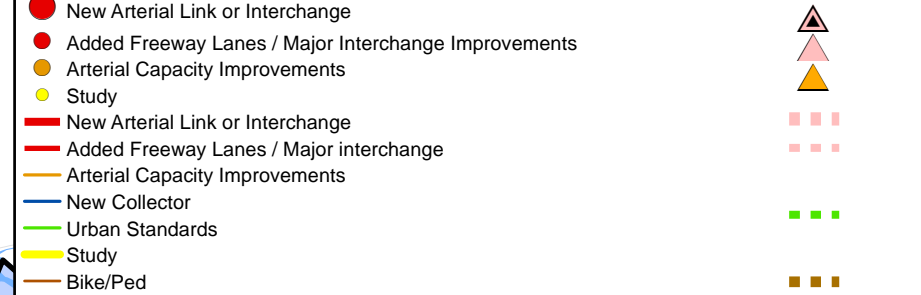 New Arterial Link or Interchange
Added Freeway Lanes / Major Interchange Improvements
Arterial Capacity Improvements
Study
New Arterial Link or Interchange
Added Freeway Lanes / Major interchange
Arterial Capacity Improvements
New Collector
Urban Standards
Study
Bike/Ped